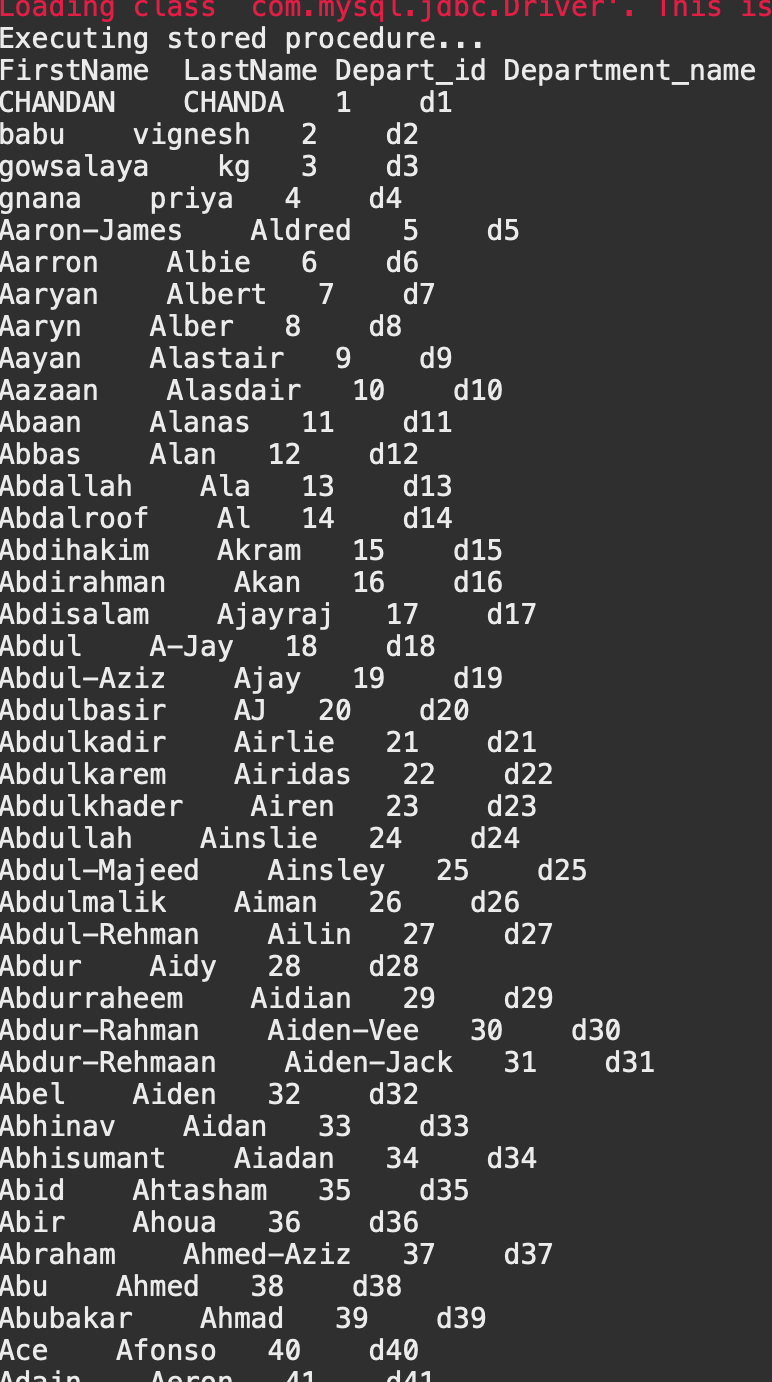 Loading class `com.mysql.jdbc.Driver'. This is
Executing stored procedure...
FirstName  LastName Depart_id Department_name
CHANDAN    CHANDA   1    d1
babu    vignesh   2    d2
gowsalaya    kg   3    d3
gnana    priya   4    d4
Aaron-James    Aldred   5    d5
Aarron    Albie   6    d6
Aaryan    Albert   7    d7
Aaryn    Alber   8    d8
Aayan    Alastair   9    d9
Aazaan    Alasdair   10    d10
Abaan    Alanas   11    d11
Abbas    Alan   12    d12
Abdallah    Ala   13    d13
Abdalroof    Al   14    d14
Abdihakim    Akram   15    d15
Abdirahman    Akan   16    d16
Abdisalam    Ajayraj   17    d17
Abdul    A-Jay   18    d18
Abdul-Aziz    Ajay   19    d19
Abdulbasir    AJ   20    d20
Abdulkadir    Airlie   21    d21
Abdulkarem    Airidas   22    d22
Abdulkhader    Airen   23    d23
Abdullah    Ainslie   24    d24
Abdul-Majeed    Ainsley   25    d25
Abdulmalik    Aiman   26    d26
Abdul-Rehman    Ailin   27    d27
Abdur    Aidy   28    d28
Abdurraheem    Aidian   29    d29
Abdur-Rahman    Aiden-Vee   30    d30
Abdur-Rehmaan    Aiden-Jack   31    d31
Abel    Aiden   32    d32
Abhinav    Aidan   33    d33
Abhisumant    Aiadan   34    d34
Abid    Ahtasham   35    d35
Abir    Ahoua   36    d36
Abraham    Ahmed-Aziz   37    d37
Abu    Ahmed   38    d38
Abubakar    Ahmad   39    d39
Ace    Afonso   40    d40
Adain    Aeron   41    d41